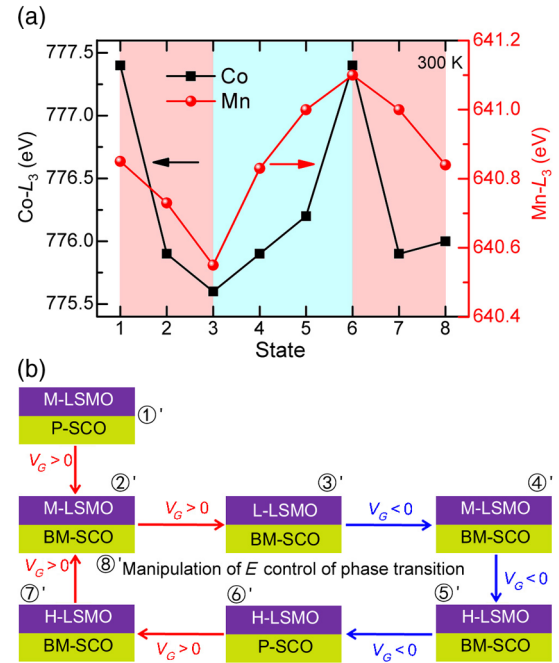 (a)
777.5
777.0
776.5
776.0
775.5
Co-L3 (eV)
Co
Mn
300 K
641.2
641.0
640.8
640.6
640.4
Mn-L3 (eV)
1 2 3 4 5 6 7 8
State
(b)
M-LSMO
P-SCO
①'
VG > 0
②'
M-LSMO
BM-SCO
VG > 0
③'
L-LSMO
BM-SCO
VG < 0
④'
M-LSMO
BM-SCO
VG > 0
⑧' Manipulation of E control of phase transition
VG < 0
⑦'
H-LSMO
BM-SCO
VG > 0
⑥'
H-LSMO
P-SCO
VG < 0
⑤'
H-LSMO
BM-SCO